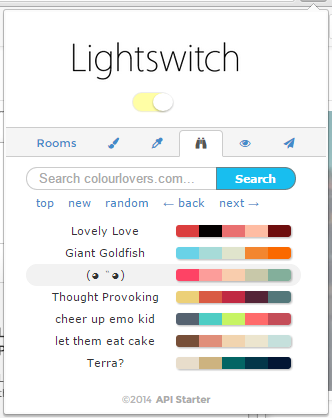 Lightswitch
Rooms
Search colourlovers.com... Search
top new random ← back next →
Lovely Love
Giant Goldfish
(◕ ˜ ◕)
Thought Provoking
cheer up emo kid
let them eat cake
Terra?
©2014 API Starter